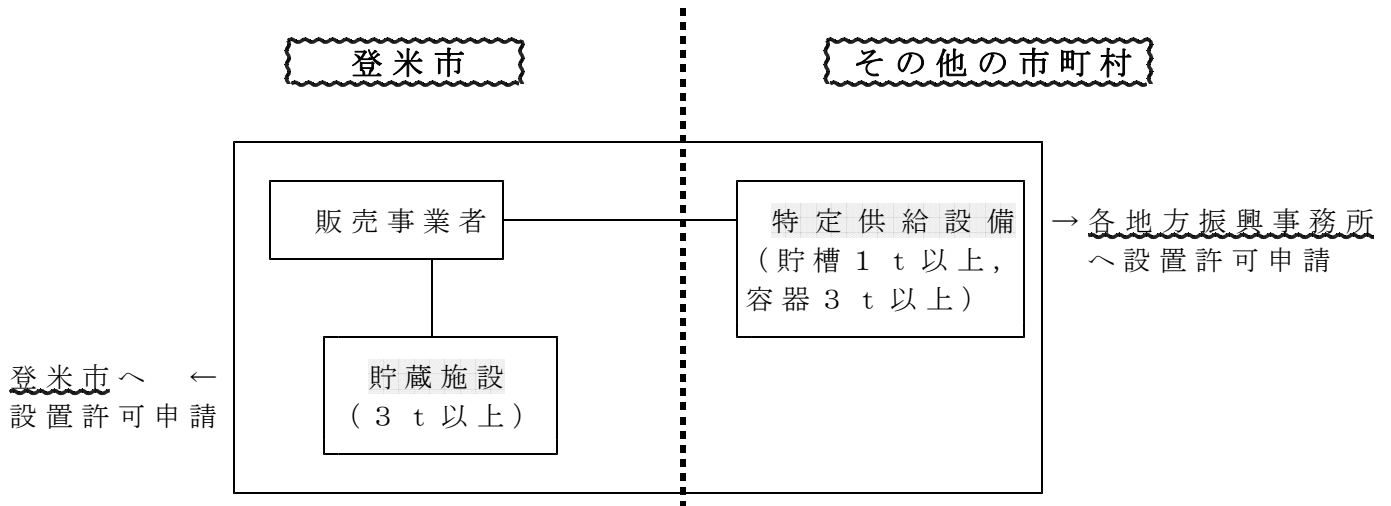 登米市
その他の市町村
販売事業者
特定供給設備
（貯槽１ｔ以上，
容器３ｔ以上）
→各地方振興事務所
へ設置許可申請
貯蔵施設
（３ｔ以上）
登米市へ ←
設置許可申請